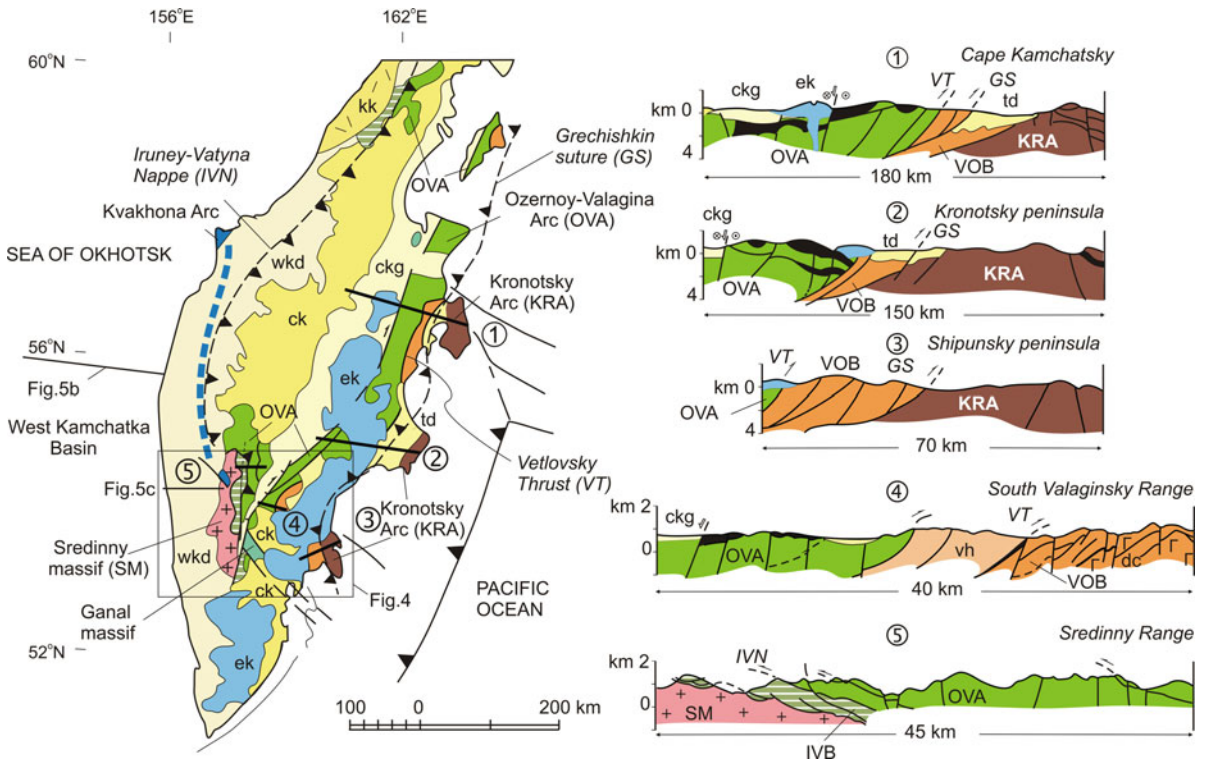 156°E
162°E
60°N
kk
Iruney-Vatyna
Nappe (IVN)
Kvakhona Arc
SEA OF OKHOTSK
wkd
ck
ckg
OVA
Grechishkin
suture (GS)
Ozernoy-Valagina
Arc (OVA)
Kronotsky
Arc (KRA)
①
56°N
Fig.5b
ek
West Kamchatka
Basin
OVA
td
②
Vetlovsky
Thrust (VT)
⑤
Fig.5c
④
③
Kronotsky
Arc (KRA)
Sredinny
massif (SM)
wkd
ck
Ganal
massif
ck
Fig.4
PACIFIC
OCEAN
52°N
ek
100 0 200 km
①
Cape Kamchatsky
ckg
ek
VT
GS
td
km 0
4
OVA
VOB
KRA
180 km
②
Kronotsky peninsula
ckg
td
GS
km 0
4
OVA
VOB
KRA
150 km
③
Shipunsky peninsula
VT
VOB
GS
km 0
OVA
4
KRA
70 km
④
South Valaginsky Range
km 2
0
ckg
OVA
vh
VT
VOB
dc
Γ Γ Γ Γ Γ Γ
40 km
⑤
Sredinny Range
km 2
0
IVN
SM
OVA
IVB
45 km